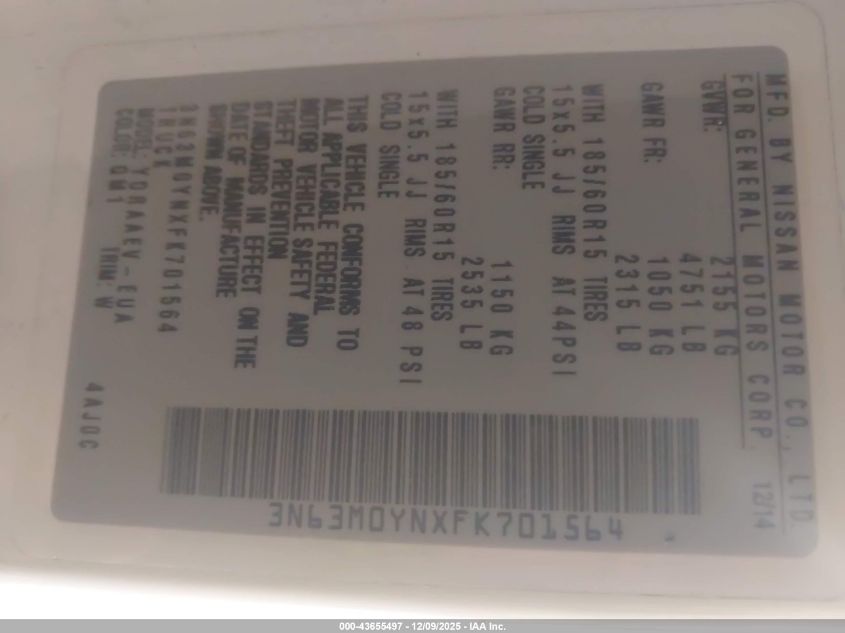 MFD. BY NISSAN MOTOR CO., LTD.
FOR GENERAL MOTORS CORP. 12/14
GVWR: 2155 KG
4751 LB
GAWR FR: 1050 KG
2315 LB
WITH 185/60R15 TIRES
15x5.5 JJ RIMS AT 44PSI
COLD SINGLE
GAWR RR: 1150 KG
2535 LB
WITH 185/60R15 TIRES
15x5.5 JJ RIMS AT 48 PSI
COLD SINGLE
THIS VEHICLE CONFORMS TO
ALL APPLICABLE FEDERAL
MOTOR VEHICLE SAFETY AND
THEFT PREVENTION
STANDARDS IN EFFECT ON THE
DATE OF MANUFACTURE
SHOWN ABOVE.
3N63M0YNXFK701564
TRUCK
MODEL: YORAAEV-EUA
COLOR: QM1 TRIM: W
4AJ0C
3N63M0YNXFK701564
000-43655497 - 12/09/2025 - IAA Inc.